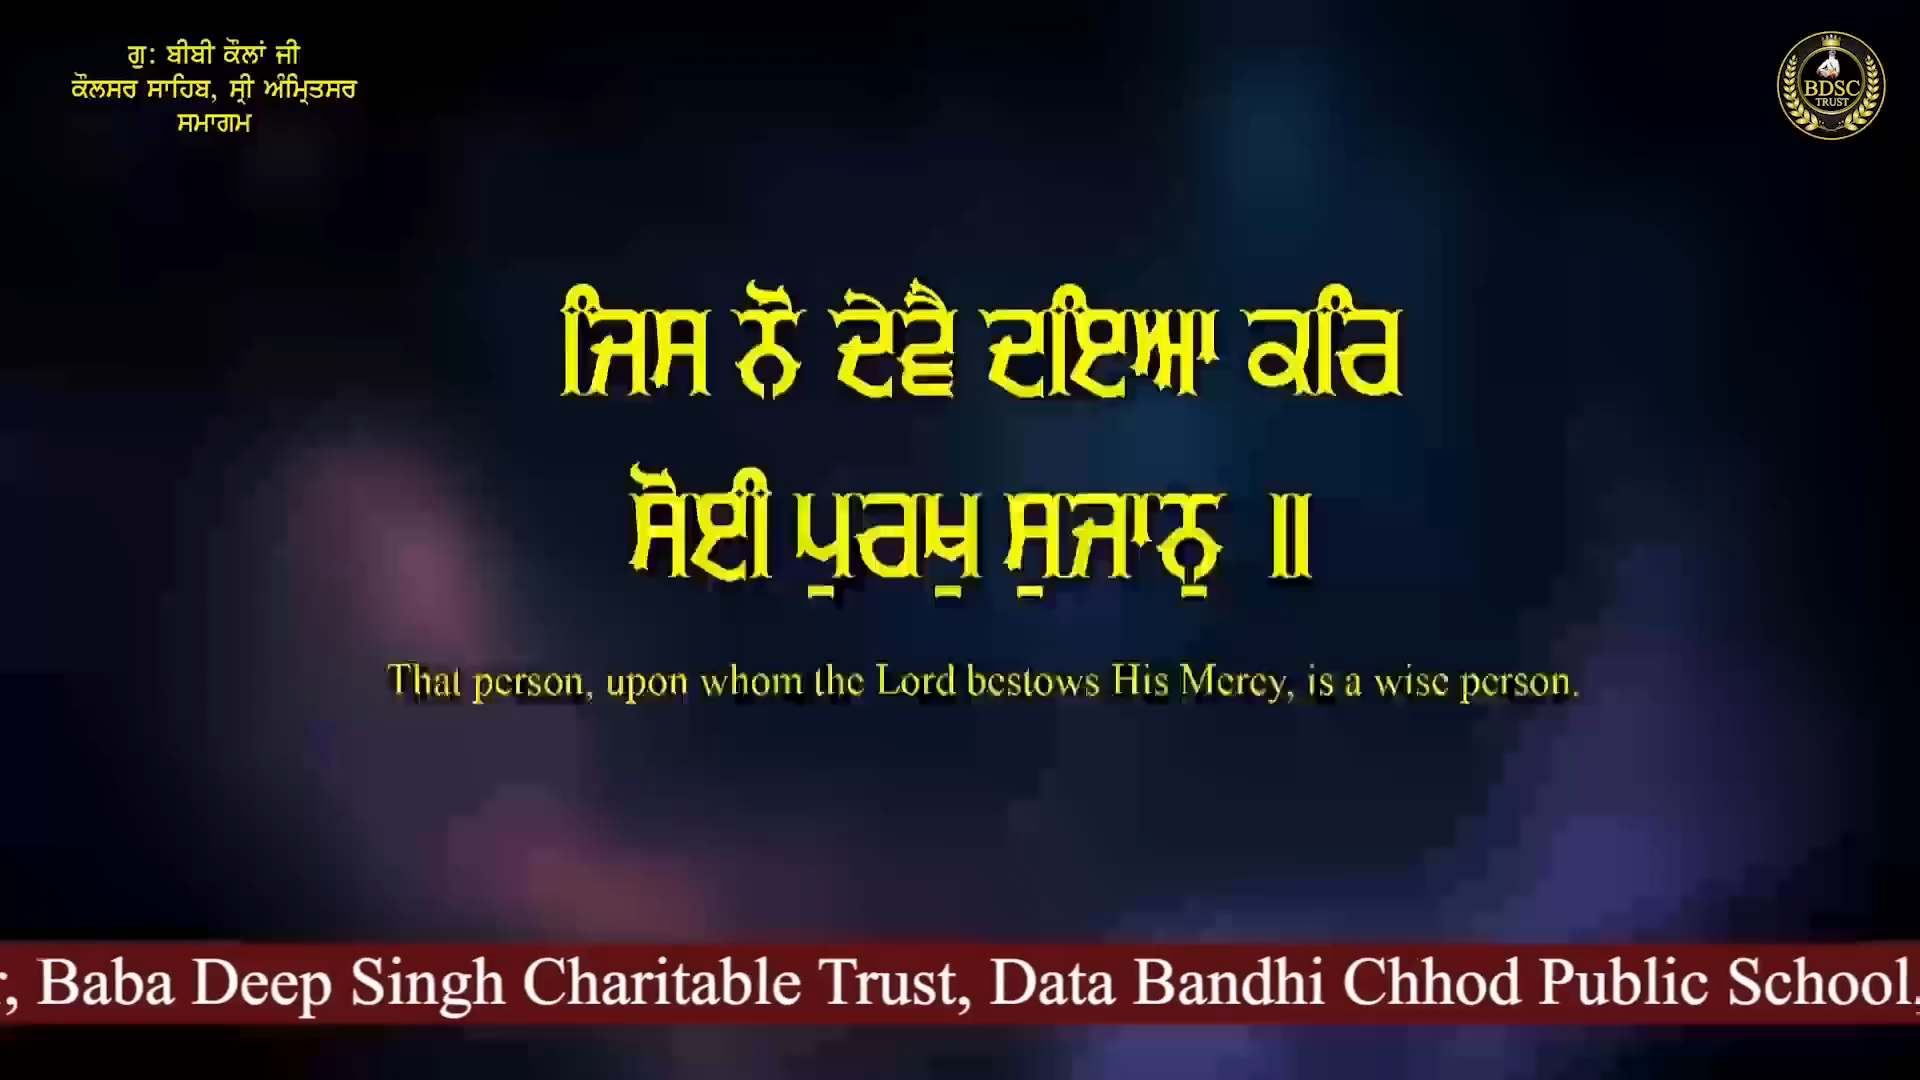 ਗੁ: ਬੀਬੀ ਕੌਲਾਂ ਜੀ
ਕੌਲਸਰ ਸਾਹਿਬ, ਸ੍ਰੀ ਅੰਮ੍ਰਿਤਸਰ
ਸਮਾਗਮ
BDSC
TRUST
ਜਿਸ ਨੋ ਦੇਵੈ ਦਇਆ ਕਰਿ
ਸੋਈ ਪੁਰਖੁ ਸੁਜਾਨੁ ॥
That person, upon whom the Lord bestows His Mercy, is a wise person.
, Baba Deep Singh Charitable Trust, Data Bandhi Chhod Public School,